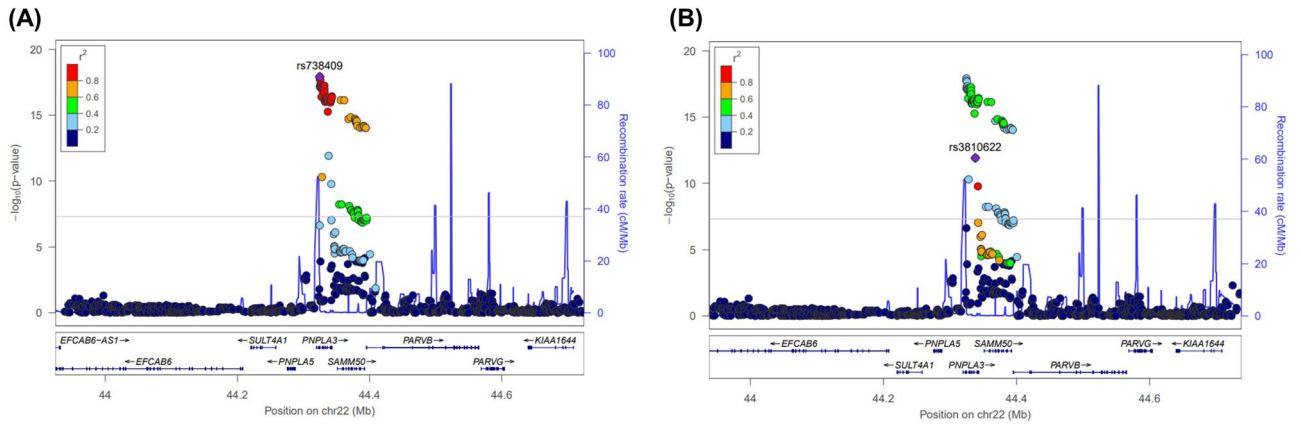 (A)
20
15
10
5
0
−log10(p−value)
r2
0.8
0.6
0.4
0.2
rs738409
100
80
60
40
20
0
Recombination rate (cM/Mb)
EFCAB6−AS1→
←SULT4A1
PNPLA3→
PARVB→
←KIAA1644
←EFCAB6
←PNPLA5
SAMM50→
PARVG→
44
44.2
44.4
44.6
Position on chr22 (Mb)
(B)
20
15
10
5
0
−log10(p−value)
r2
0.8
0.6
0.4
0.2
rs3810622
100
80
60
40
20
0
Recombination rate (cM/Mb)
←EFCAB6
←PNPLA5
SAMM50→
PARVG→
←KIAA1644
←SULT4A1
PNPLA3→
PARVB→
44
44.2
44.4
44.6
Position on chr22 (Mb)